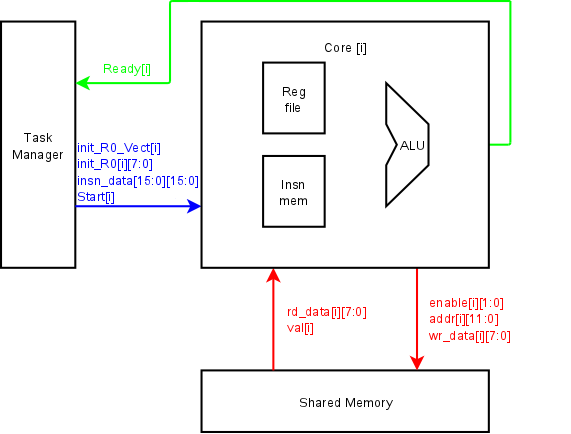 Ready[i]
Core [i]
Reg
file
Task
Manager
init_R0_Vect[i]
init_R0[i][7:0]
insn_data[15:0][15:0]
Start[i]
ALU
Insn
mem
rd_data[i][7:0]
val[i]
enable[i][1:0]
addr[i][11:0]
wr_data[i][7:0]
Shared Memory